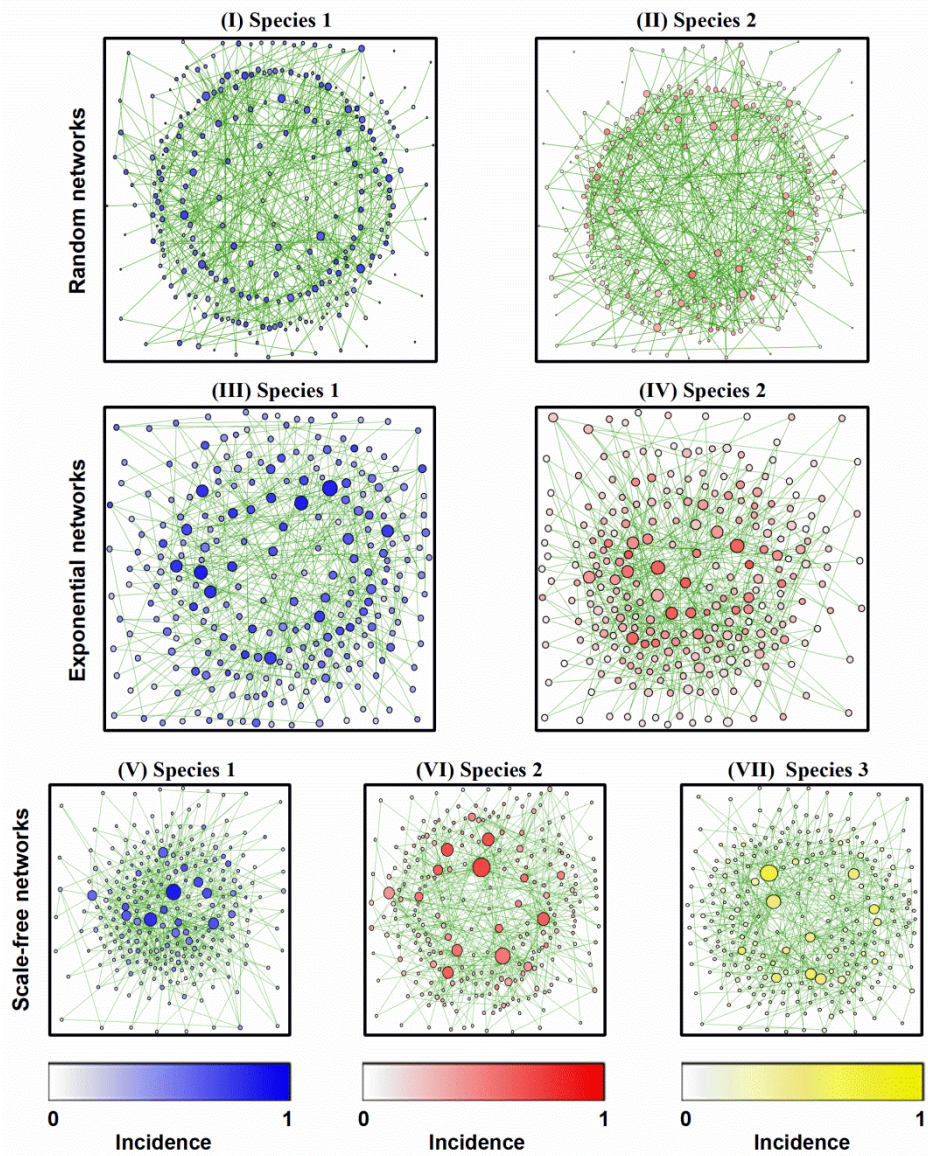 (I) Species 1
(II) Species 2
Random networks
(III) Species 1
(IV) Species 2
Exponential networks
(V) Species 1
(VI) Species 2
(VII) Species 3
Scale-free networks
0 1
Incidence
0 1
Incidence
0 1
Incidence